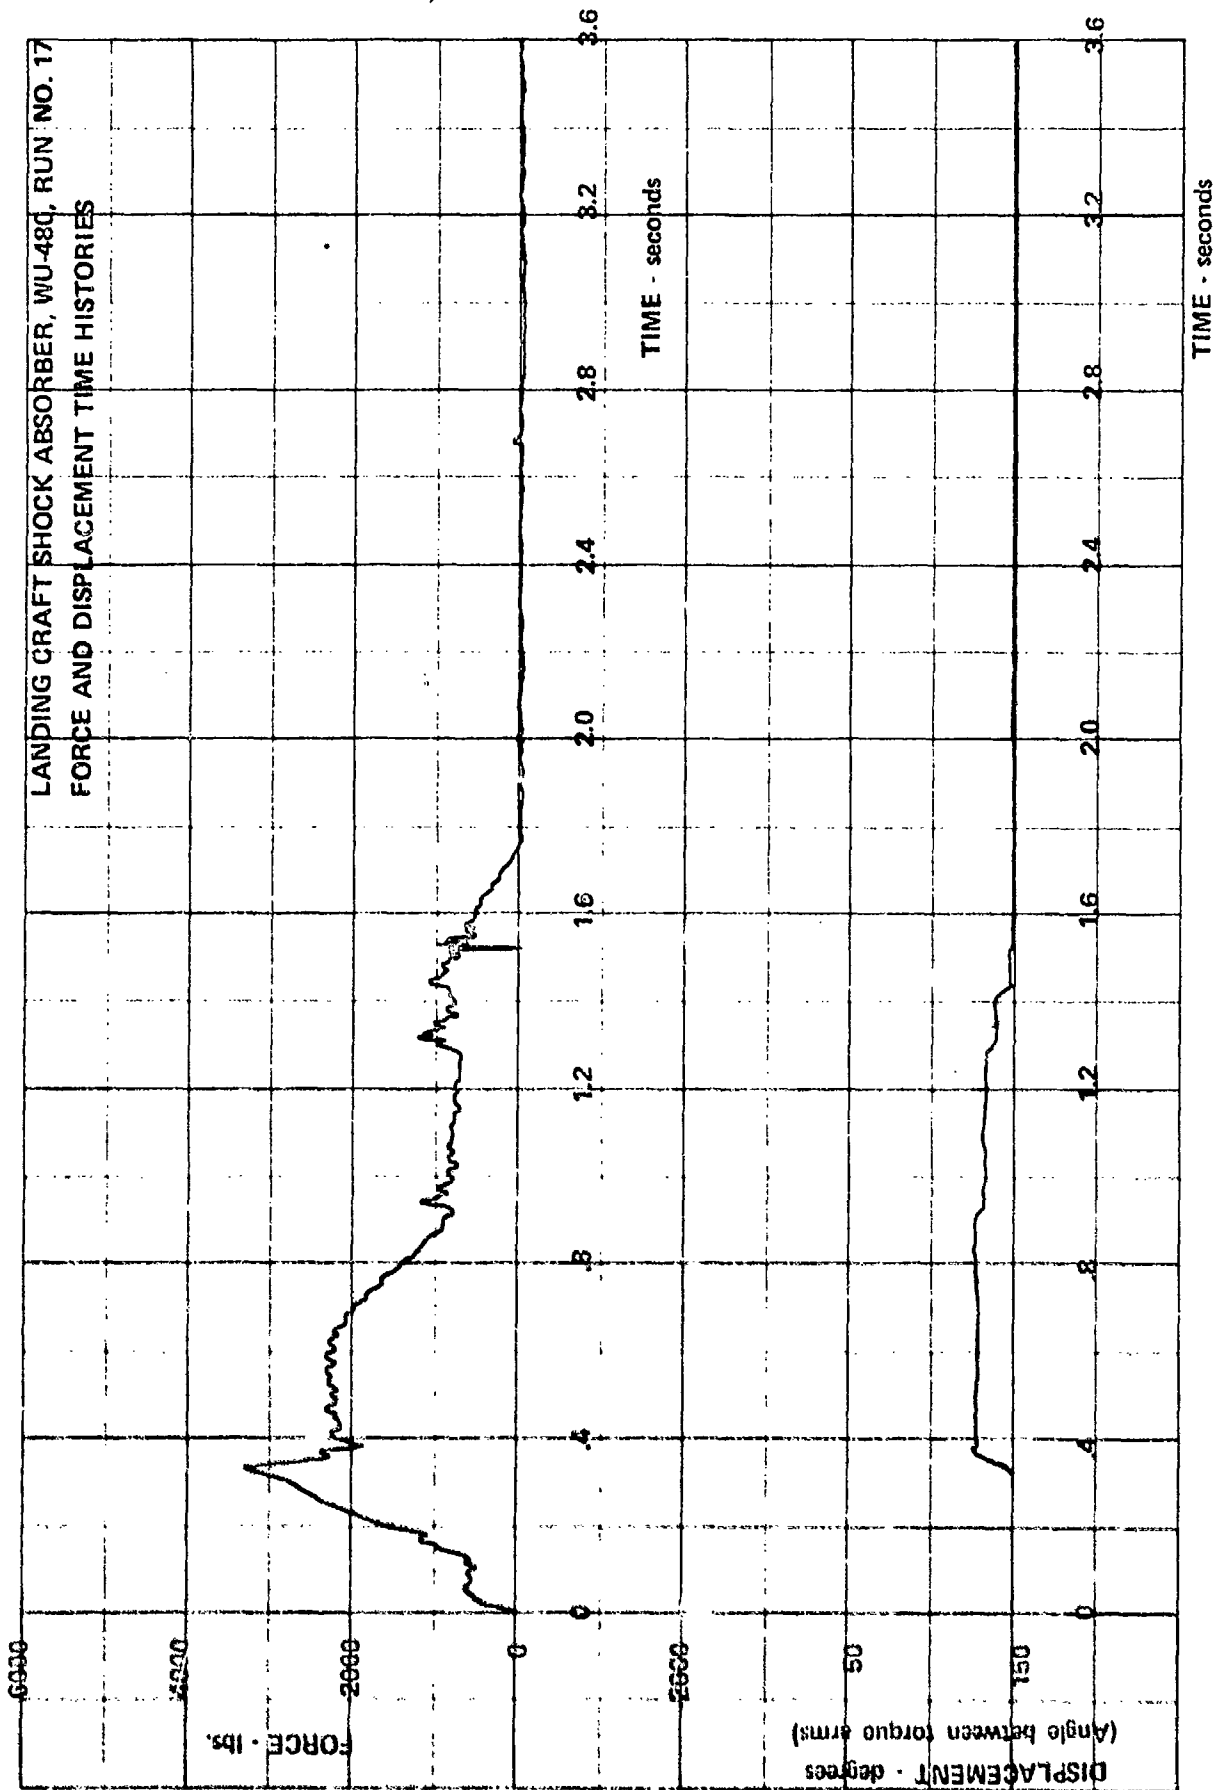 LANDING CRAFT SHOCK ABSORBER, WU-480, RUN NO. 17
FORCE AND DISPLACEMENT TIME HISTORIES
FORCE - lbs.
6000
4000
2000
0
2000
0 .4 .8 1.2 1.6 2.0 2.4 2.8 3.2 3.6
TIME - seconds
DISPLACEMENT - degrees
(Angle between torque arms)
50
150
0 .4 .8 1.2 1.6 2.0 2.4 2.8 3.2 3.6
TIME - seconds